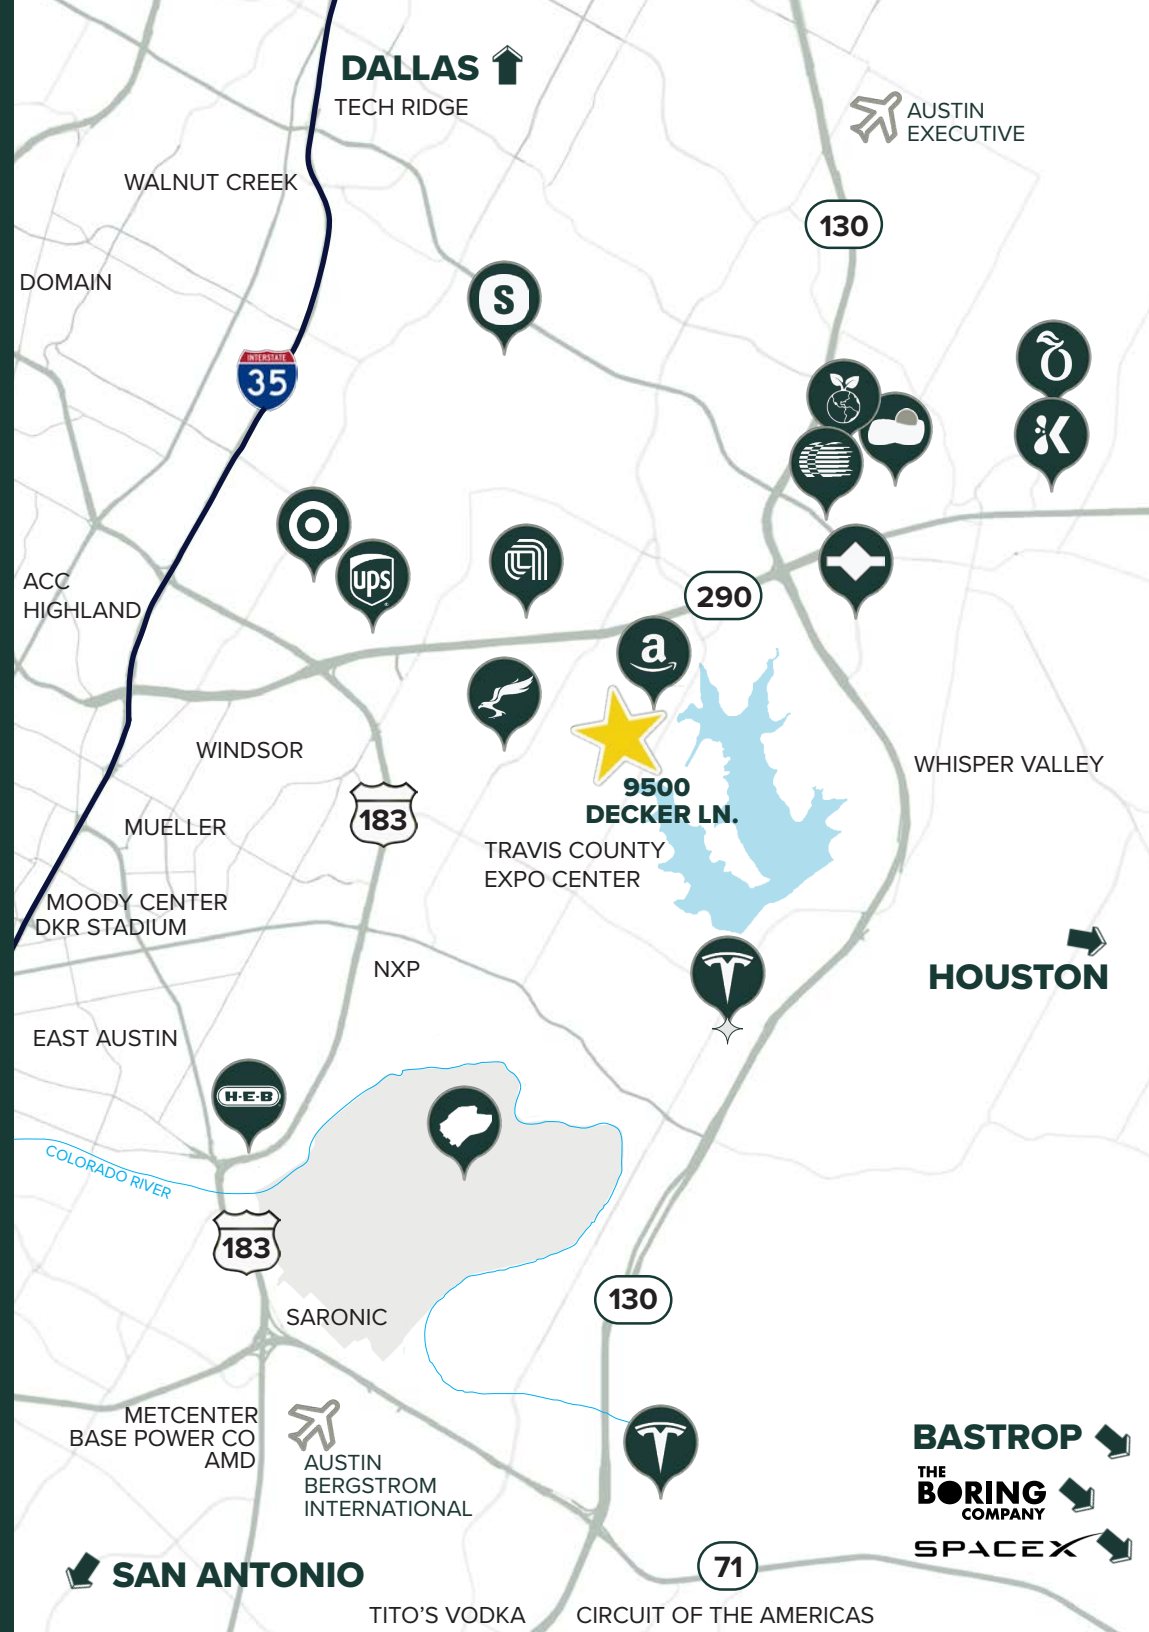 DALLAS
TECH RIDGE
AUSTIN
EXECUTIVE
WALNUT CREEK
130
DOMAIN
S
INTERSTATE
35
K
ups
ACC
HIGHLAND
290
a
WINDSOR
WHISPER VALLEY
9500
DECKER LN.
183
MUELLER
TRAVIS COUNTY
EXPO CENTER
MOODY CENTER
DKR STADIUM
NXP
HOUSTON
EAST AUSTIN
H-E-B
COLORADO RIVER
183
130
SARONIC
METCENTER
BASE POWER CO
AMD
AUSTIN
BERGSTROM
INTERNATIONAL
BASTROP
THE
BORING
COMPANY
SPACEX
SAN ANTONIO
71
TITO'S VODKA
CIRCUIT OF THE AMERICAS